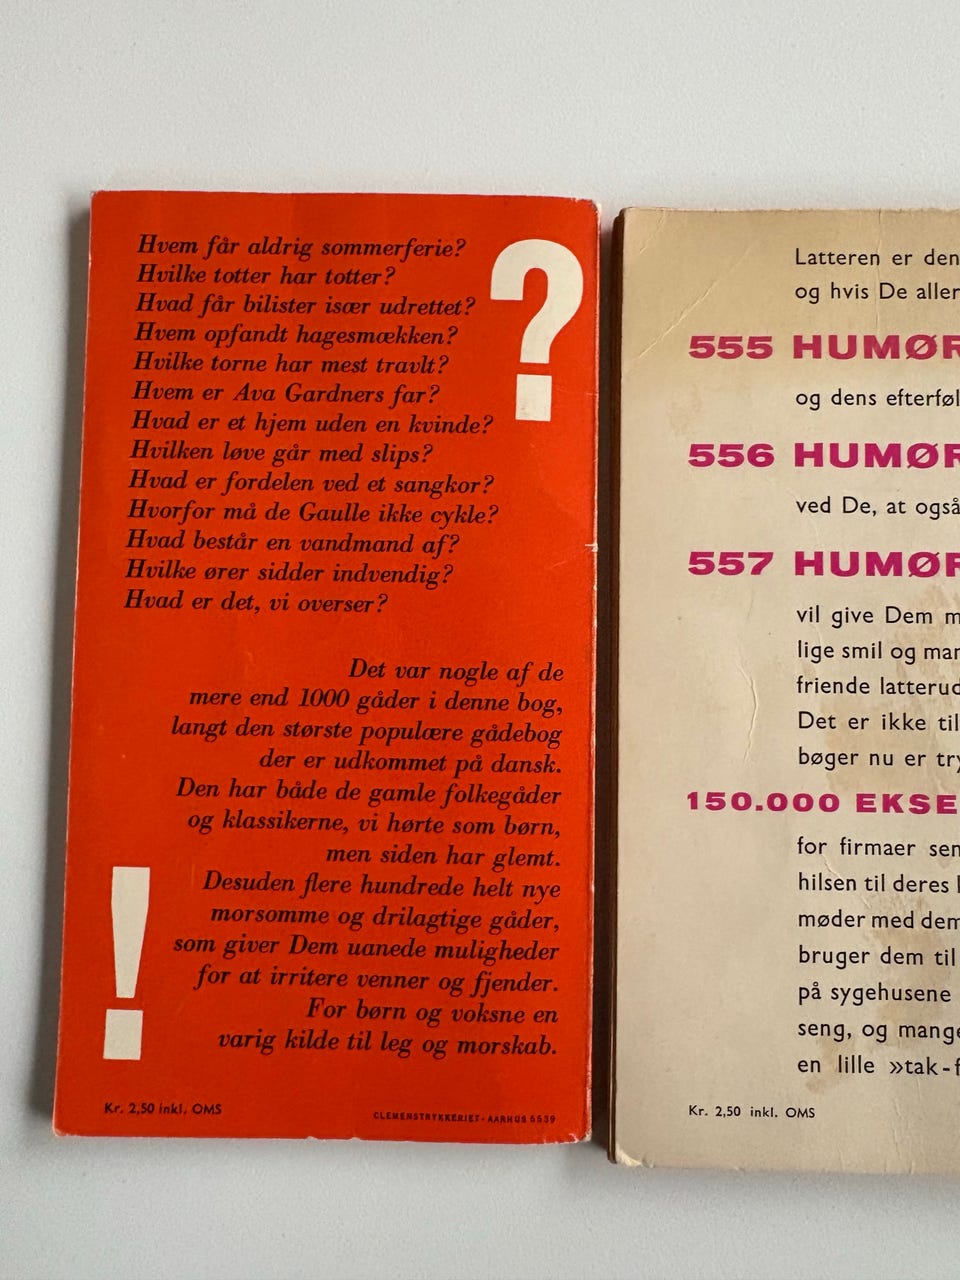 Hvem får aldrig sommerferie?
Hvilke totter har totter?
Hvad får bilister især udrettet?
Hvem opfandt hagesmækken?
Hvilke torne har mest travlt?
Hvem er Ava Gardners far?
Hvad er et hjem uden en kvinde?
Hvilken løve går med slips?
Hvad er fordelen ved et sangkor?
Hvorfor må de Gaulle ikke cykle?
Hvad består en vandmand af?
Hvilke ører sidder indvendig?
Hvad er det, vi overser?
?
Det var nogle af de
mere end 1000 gåder i denne bog,
langt den største populære gådebog
der er udkommet på dansk.
Den har både de gamle folkegåder
og klassikerne, vi hørte som børn,
men siden har glemt.
Desuden flere hundrede helt nye
morsomme og drilagtige gåder,
som giver Dem uanede muligheder
for at irritere venner og fjender.
For børn og voksne en
varig kilde til leg og morskab.
!
Kr. 2,50 inkl. OMS
CLEMENSTRYKKERIET - AARHUS 5539
Latteren er den
og hvis De aller
555 HUMØR
og dens efterføl
556 HUMØR
ved De, at også
557 HUMØR
vil give Dem m
lige smil og man
friende latterud
Det er ikke til
bøger nu er try
150.000 EKSE
for firmaer sen
hilsen til deres
møder med dem
bruger dem til
på sygehusene
seng, og mange
en lille »tak-f
Kr. 2,50 inkl. OMS